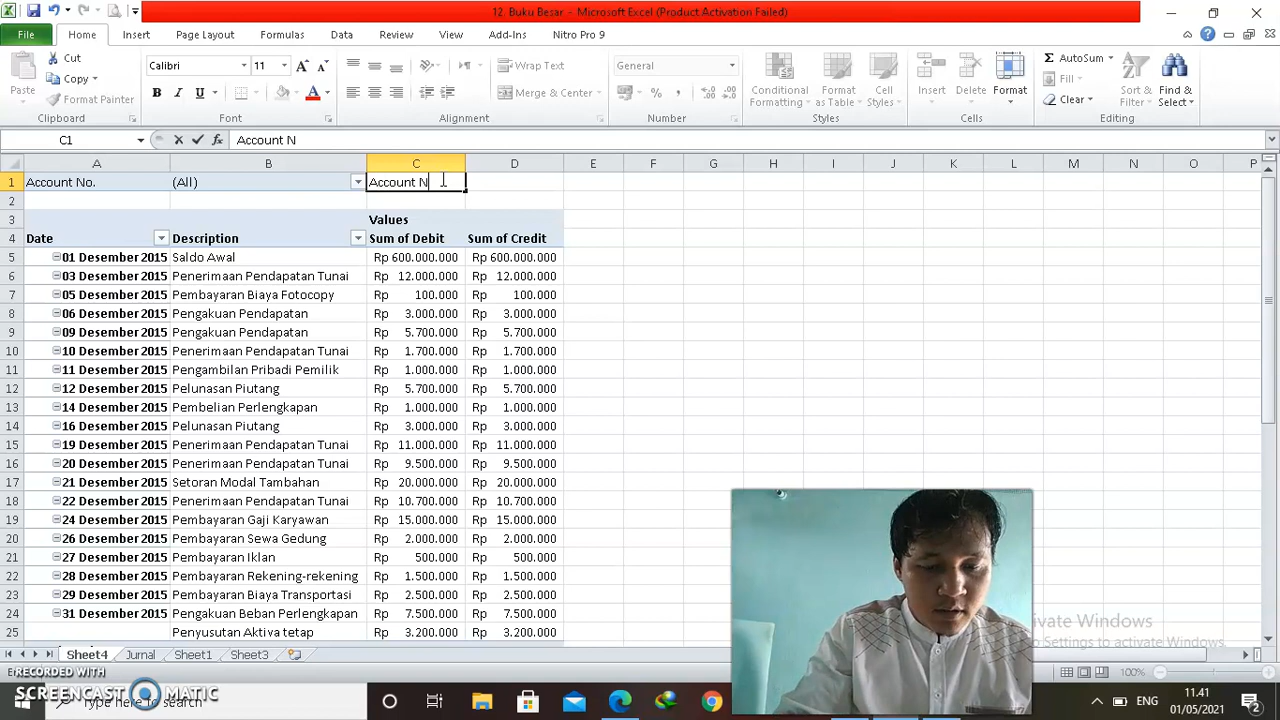 12. Buku Besar - Microsoft Excel (Product Activation Failed)
File Home Insert Page Layout Formulas Data Review View Add-Ins Nitro Pro 9
Cut
Copy
Format Painter
Paste
Clipboard
Calibri 11
Font
Wrap Text
Merge & Center
Alignment
General
Number
Conditional Formatting
Format as Table
Cell Styles
Styles
Insert
Delete
Format
Cells
AutoSum
Fill
Clear
Sort & Filter
Find & Select
Editing
C1 Account N
A B C D E F G H I J K L M N O P
1 Account No. (All) Account N
2
3 Values
4 Date Description Sum of Debit Sum of Credit
5 01 Desember 2015 Saldo Awal Rp 600.000.000 Rp 600.000.000
6 03 Desember 2015 Penerimaan Pendapatan Tunai Rp 12.000.000 Rp 12.000.000
7 05 Desember 2015 Pembayaran Biaya Fotocopy Rp 100.000 Rp 100.000
8 06 Desember 2015 Pengakuan Pendapatan Rp 3.000.000 Rp 3.000.000
9 09 Desember 2015 Pengakuan Pendapatan Rp 5.700.000 Rp 5.700.000
10 10 Desember 2015 Penerimaan Pendapatan Tunai Rp 1.700.000 Rp 1.700.000
11 11 Desember 2015 Pengambilan Pribadi Pemilik Rp 1.000.000 Rp 1.000.000
12 12 Desember 2015 Pelunasan Piutang Rp 5.700.000 Rp 5.700.000
13 14 Desember 2015 Pembelian Perlengkapan Rp 1.000.000 Rp 1.000.000
14 16 Desember 2015 Pelunasan Piutang Rp 3.000.000 Rp 3.000.000
15 19 Desember 2015 Penerimaan Pendapatan Tunai Rp 11.000.000 Rp 11.000.000
16 20 Desember 2015 Penerimaan Pendapatan Tunai Rp 9.500.000 Rp 9.500.000
17 21 Desember 2015 Setoran Modal Tambahan Rp 20.000.000 Rp 20.000.000
18 22 Desember 2015 Penerimaan Pendapatan Tunai Rp 10.700.000 Rp 10.700.000
19 24 Desember 2015 Pembayaran Gaji Karyawan Rp 15.000.000 Rp 15.000.000
20 26 Desember 2015 Pembayaran Sewa Gedung Rp 2.000.000 Rp 2.000.000
21 27 Desember 2015 Pembayaran Iklan Rp 500.000 Rp 500.000
22 28 Desember 2015 Pembayaran Rekening-rekening Rp 1.500.000 Rp 1.500.000
23 29 Desember 2015 Pembayaran Biaya Transportasi Rp 2.500.000 Rp 2.500.000
24 31 Desember 2015 Pengakuan Beban Perlengkapan Rp 7.500.000 Rp 7.500.000
25 Penyusutan Aktiva tetap Rp 3.200.000 Rp 3.200.000
Windows
Settings to activate Windows.
Sheet4 Jurnal Sheet1 Sheet3
100%
RECORDED WITH
SCREENCAST MATIC
here to search
ENG
11.41
01/05/2021
2